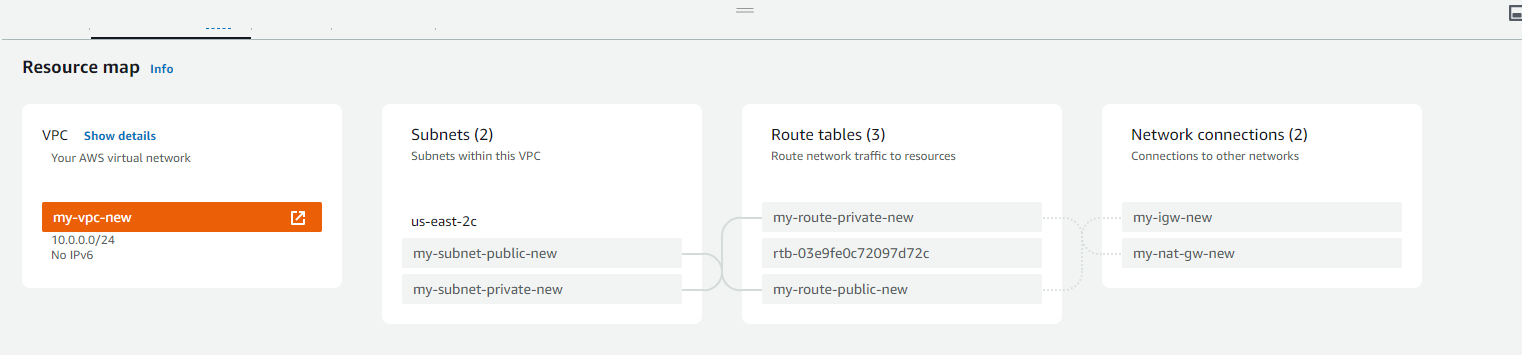 Resource map Info
VPC Show details
Your AWS virtual network
my-vpc-new
10.0.0.0/24
No IPv6
Subnets (2)
Subnets within this VPC
us-east-2c
my-subnet-public-new
my-subnet-private-new
Route tables (3)
Route network traffic to resources
my-route-private-new
rtb-03e9fe0c72097d72c
my-route-public-new
Network connections (2)
Connections to other networks
my-igw-new
my-nat-gw-new